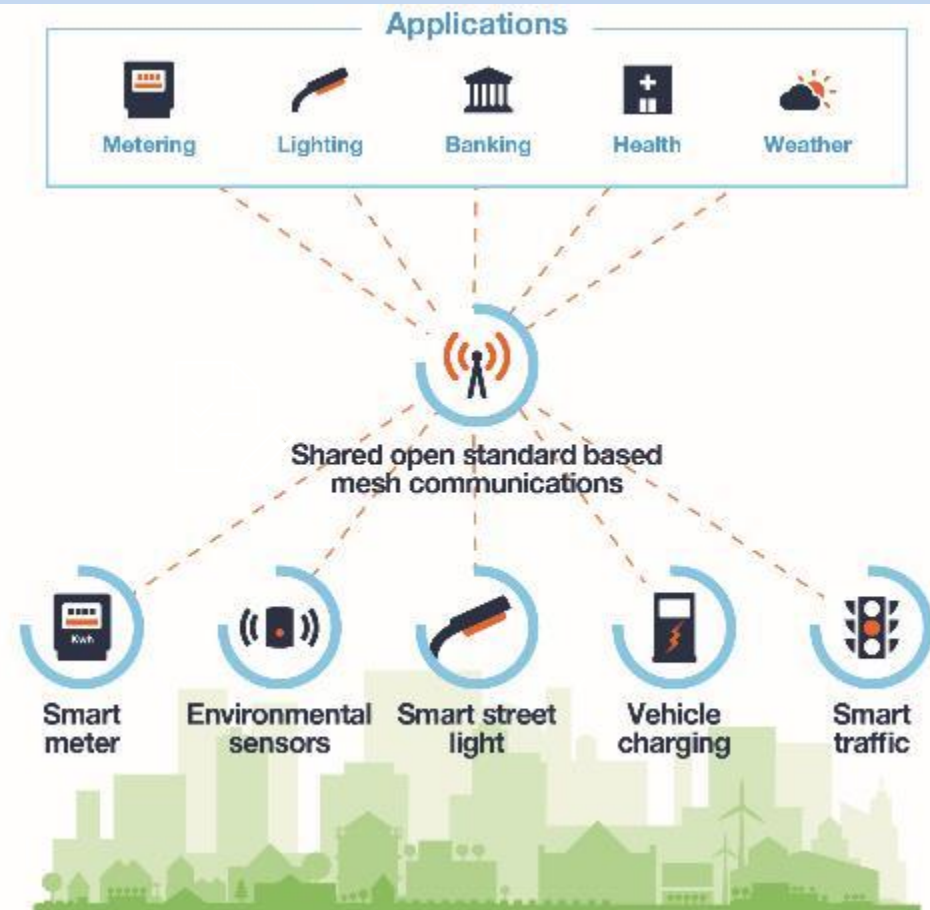 Applications
Metering Lighting Banking Health Weather
Shared open standard based
mesh communications
Kwh
Smart Environmental Smart street Vehicle Smart
meter sensors light charging traffic